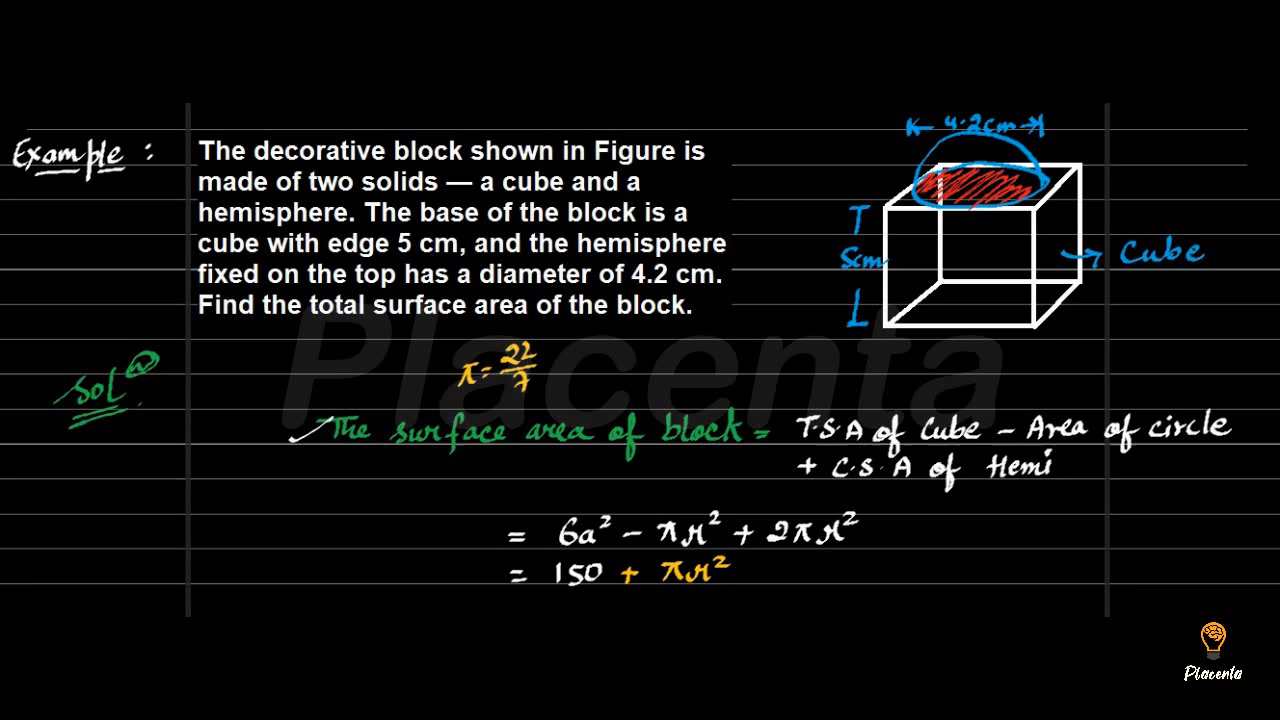 Example :
The decorative block shown in Figure is
made of two solids — a cube and a
hemisphere. The base of the block is a
cube with edge 5 cm, and the hemisphere
fixed on the top has a diameter of 4.2 cm.
Find the total surface area of the block.
4.2cm
5cm
Cube
Placenta
Solⁿ
π = 22/7
The surface area of block = T.S.A of Cube - Area of circle
+ C.S.A of Hemi
= 6a² - πr² + 2πr²
= 150 + πr²
Placenta